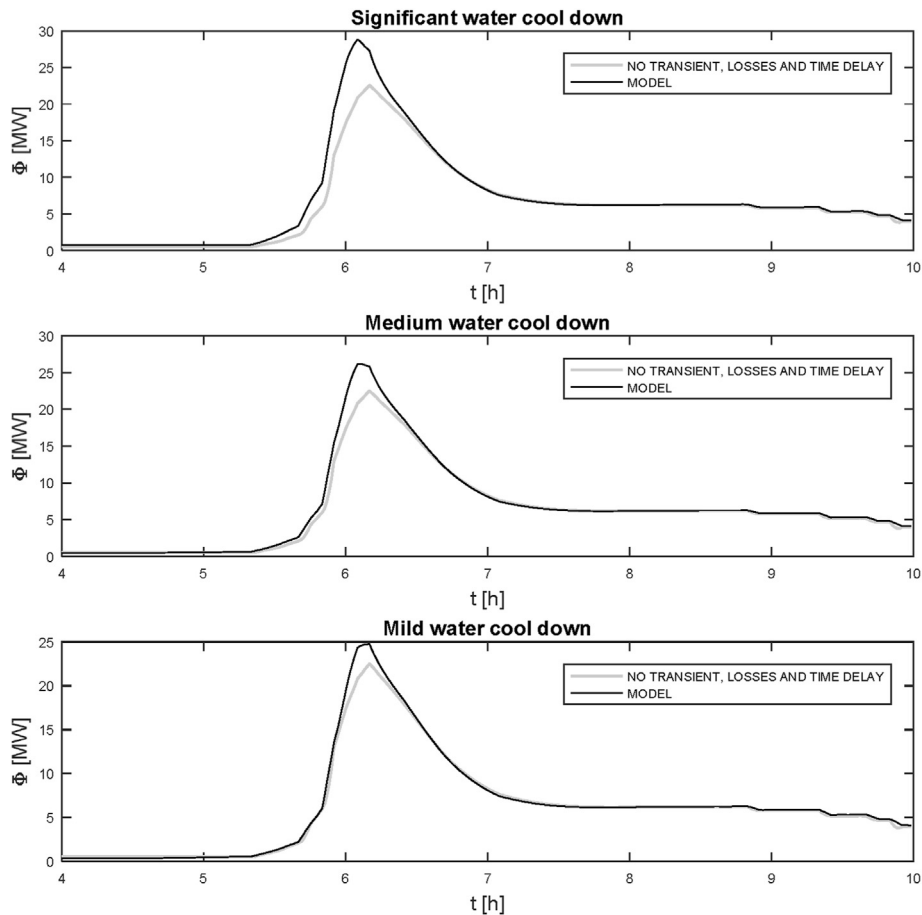 Significant water cool down
30
25
20
15
10
5
0
Φ [MW]
NO TRANSIENT, LOSSES AND TIME DELAY
MODEL
4 5 6 7 8 9 10
t [h]
Medium water cool down
30
25
20
15
10
5
0
Φ [MW]
NO TRANSIENT, LOSSES AND TIME DELAY
MODEL
4 5 6 7 8 9 10
t [h]
Mild water cool down
25
20
15
10
5
0
Φ [MW]
NO TRANSIENT, LOSSES AND TIME DELAY
MODEL
4 5 6 7 8 9 10
t [h]